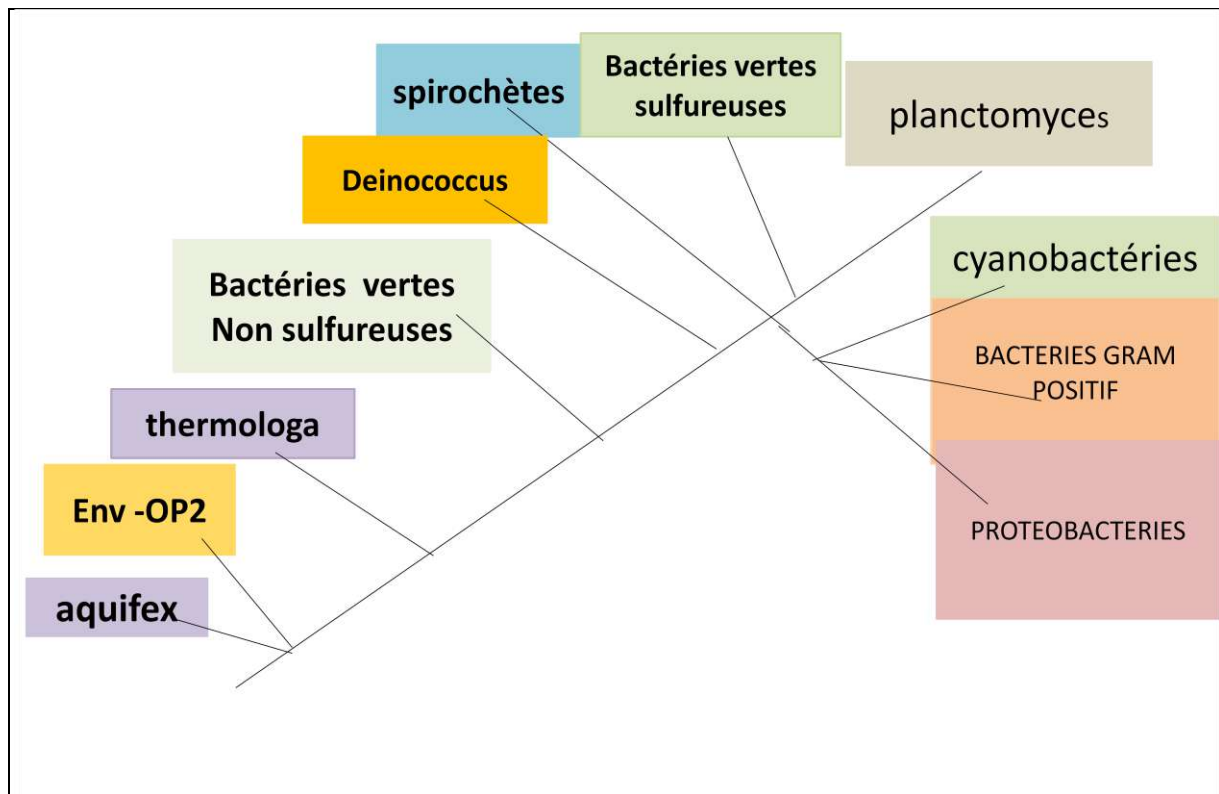 spirochètes
Bactéries vertes
sulfureuses
planctomyces
Deinococcus
cyanobactéries
Bactéries vertes
Non sulfureuses
BACTERIES GRAM
POSITIF
thermologa
Env -OP2
PROTEOBACTERIES
aquifex